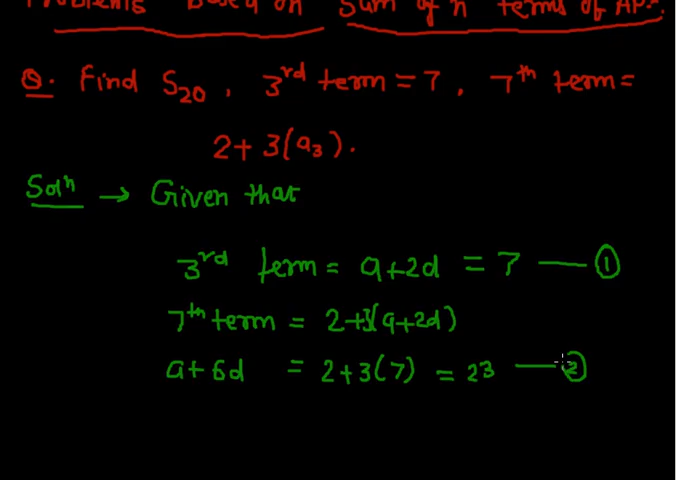 Problems Based on Sum of n terms of AP.
Q. Find S₂₀, 3ʳᵈ term = 7, 7ᵗʰ term =
2 + 3(a₃).
Solⁿ → Given that
3ʳᵈ term = a + 2d = 7 — ①
7ᵗʰ term = 2 + 3(a + 2d)
a + 6d = 2 + 3(7) = 23 — ②